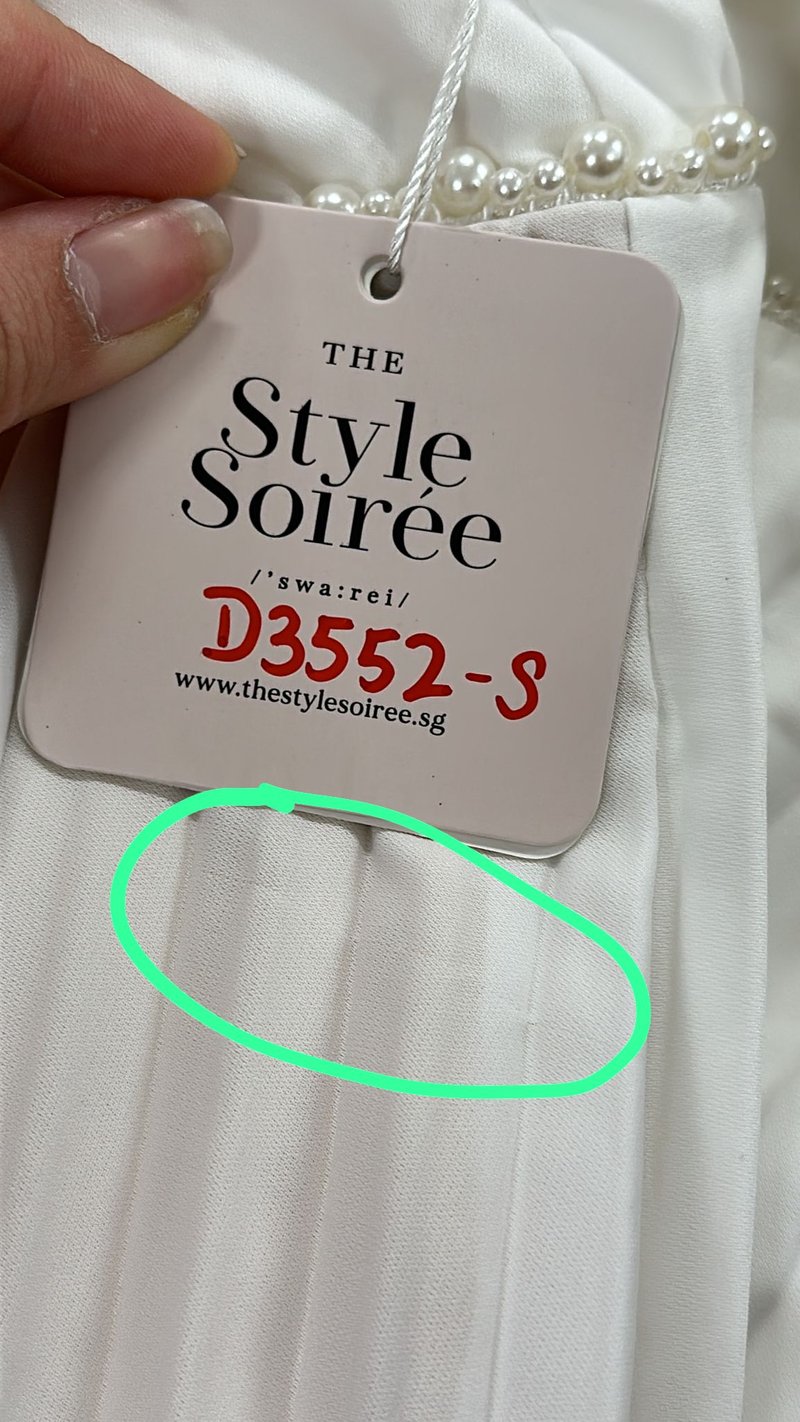 THE
Style
Soirée
/'swa:rei/
D3552-S
www.thestylesoiree.sg